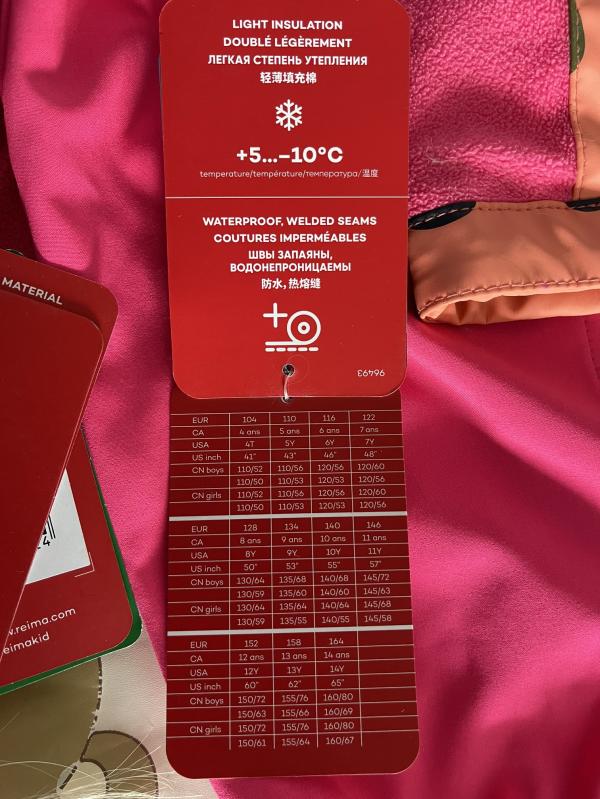 LIGHT INSULATION
DOUBLÉ LÉGÈREMENT
ЛЕГКАЯ СТЕПЕНЬ УТЕПЛЕНИЯ
轻薄填充棉
+5...–10°C
temperature/température/температура/温度
WATERPROOF, WELDED SEAMS
COUTURES IMPERMÉABLES
ШВЫ ЗАПАЯНЫ,
ВОДОНЕПРОНИЦАЕМЫ
防水, 热熔缝
96493
MATERIAL
EUR 104 110 116 122
CA 4 ans 5 ans 6 ans 7 ans
USA 4T 5Y 6Y 7Y
US inch 41" 43" 46" 48"
CN boys 110/52 110/56 120/56 120/60
110/50 110/53 120/53 120/56
CN girls 110/52 110/56 120/56 120/60
110/50 110/53 120/53 120/56
EUR 128 134 140 146
CA 8 ans 9 ans 10 ans 11 ans
USA 8Y 9Y 10Y 11Y
US inch 50" 53" 55" 57"
CN boys 130/64 135/68 140/68 145/72
130/59 135/60 140/60 145/63
CN girls 130/64 135/64 140/64 145/68
130/59 135/55 140/55 145/58
EUR 152 158 164
CA 12 ans 13 ans 14 ans
USA 12Y 13Y 14Y
US inch 60" 62" 65"
CN boys 150/72 155/76 160/80
150/63 155/66 160/69
CN girls 150/72 155/76 160/80
150/61 155/64 160/67
4
w.reima.com
eimakid